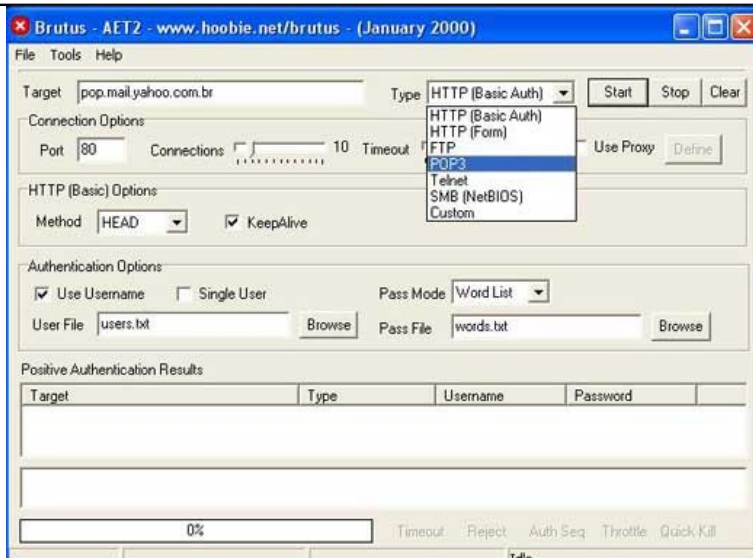 Brutus - AET2 - www.hoobie.net/brutus - (January 2000)
File Tools Help
Target pop.mail.yahoo.com.br Type HTTP (Basic Auth) Start Stop Clear
HTTP (Basic Auth)
HTTP (Form)
FTP
POP3
Telnet
SMB (NetBIOS)
Custom
Connection Options
Port 80 Connections 10 Timeout Use Proxy Define
HTTP (Basic) Options
Method HEAD KeepAlive
Authentication Options
Use Username Single User Pass Mode Word List
User File users.txt Browse Pass File words.txt Browse
Positive Authentication Results
Target Type Username Password
0% Timeout Reject Auth Seq Throttle Quick Kill
Idle